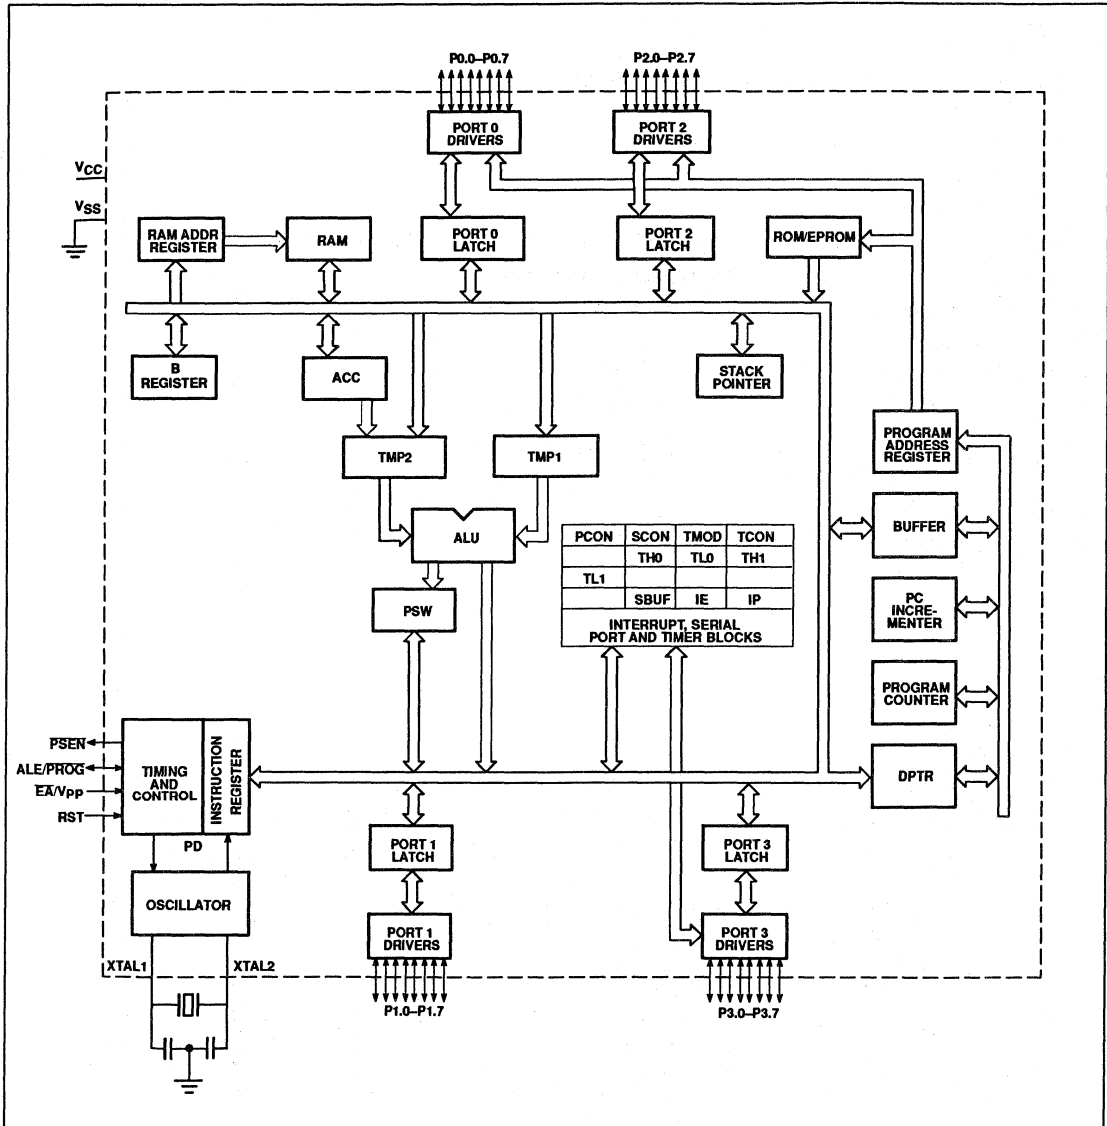 P0.0–P0.7
P2.0–P2.7
PORT 0
DRIVERS
PORT 2
DRIVERS
VCC
VSS
RAM ADDR
REGISTER
RAM
PORT 0
LATCH
PORT 2
LATCH
ROM/EPROM
B
REGISTER
ACC
STACK
POINTER
PROGRAM
ADDRESS
REGISTER
TMP2
TMP1
BUFFER
ALU
PCON SCON TMOD TCON
TH0 TL0 TH1
TL1
SBUF IE IP
INTERRUPT, SERIAL
PORT AND TIMER BLOCKS
PSW
PC
INCRE-
MENTER
PROGRAM
COUNTER
DPTR
PSEN
ALE/PROG
EA/VPP
RST
TIMING
AND
CONTROL
INSTRUCTION
REGISTER
PD
OSCILLATOR
PORT 1
LATCH
PORT 3
LATCH
PORT 1
DRIVERS
PORT 3
DRIVERS
XTAL1
XTAL2
P1.0–P1.7
P3.0–P3.7